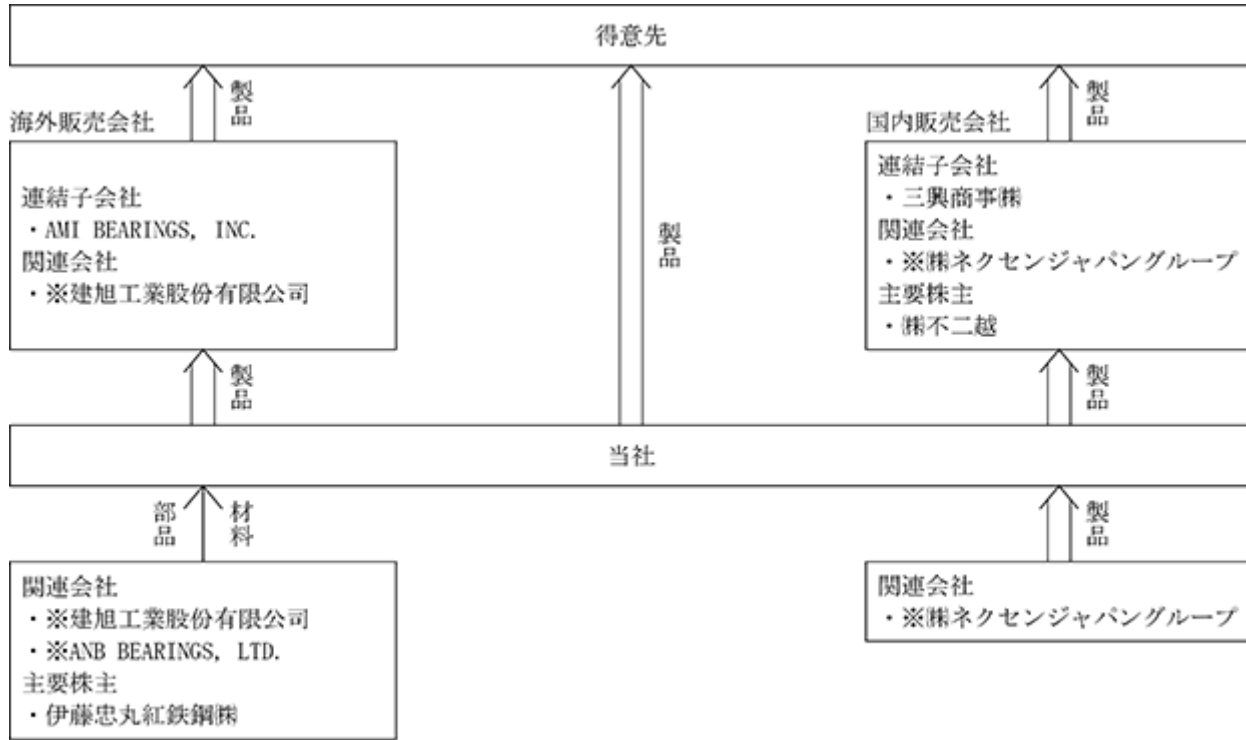 得意先
製品
製品
海外販売会社
国内販売会社
連結子会社
・AMI BEARINGS, INC.
関連会社
・※建旭工業股份有限公司
製品
連結子会社
・三興商事㈱
関連会社
・※㈱ネクセンジャパングループ
主要株主
・㈱不二越
製品
製品
当社
部品
材料
製品
関連会社
・※建旭工業股份有限公司
・※ANB BEARINGS, LTD.
主要株主
・伊藤忠丸紅鉄鋼㈱
関連会社
・※㈱ネクセンジャパングループ